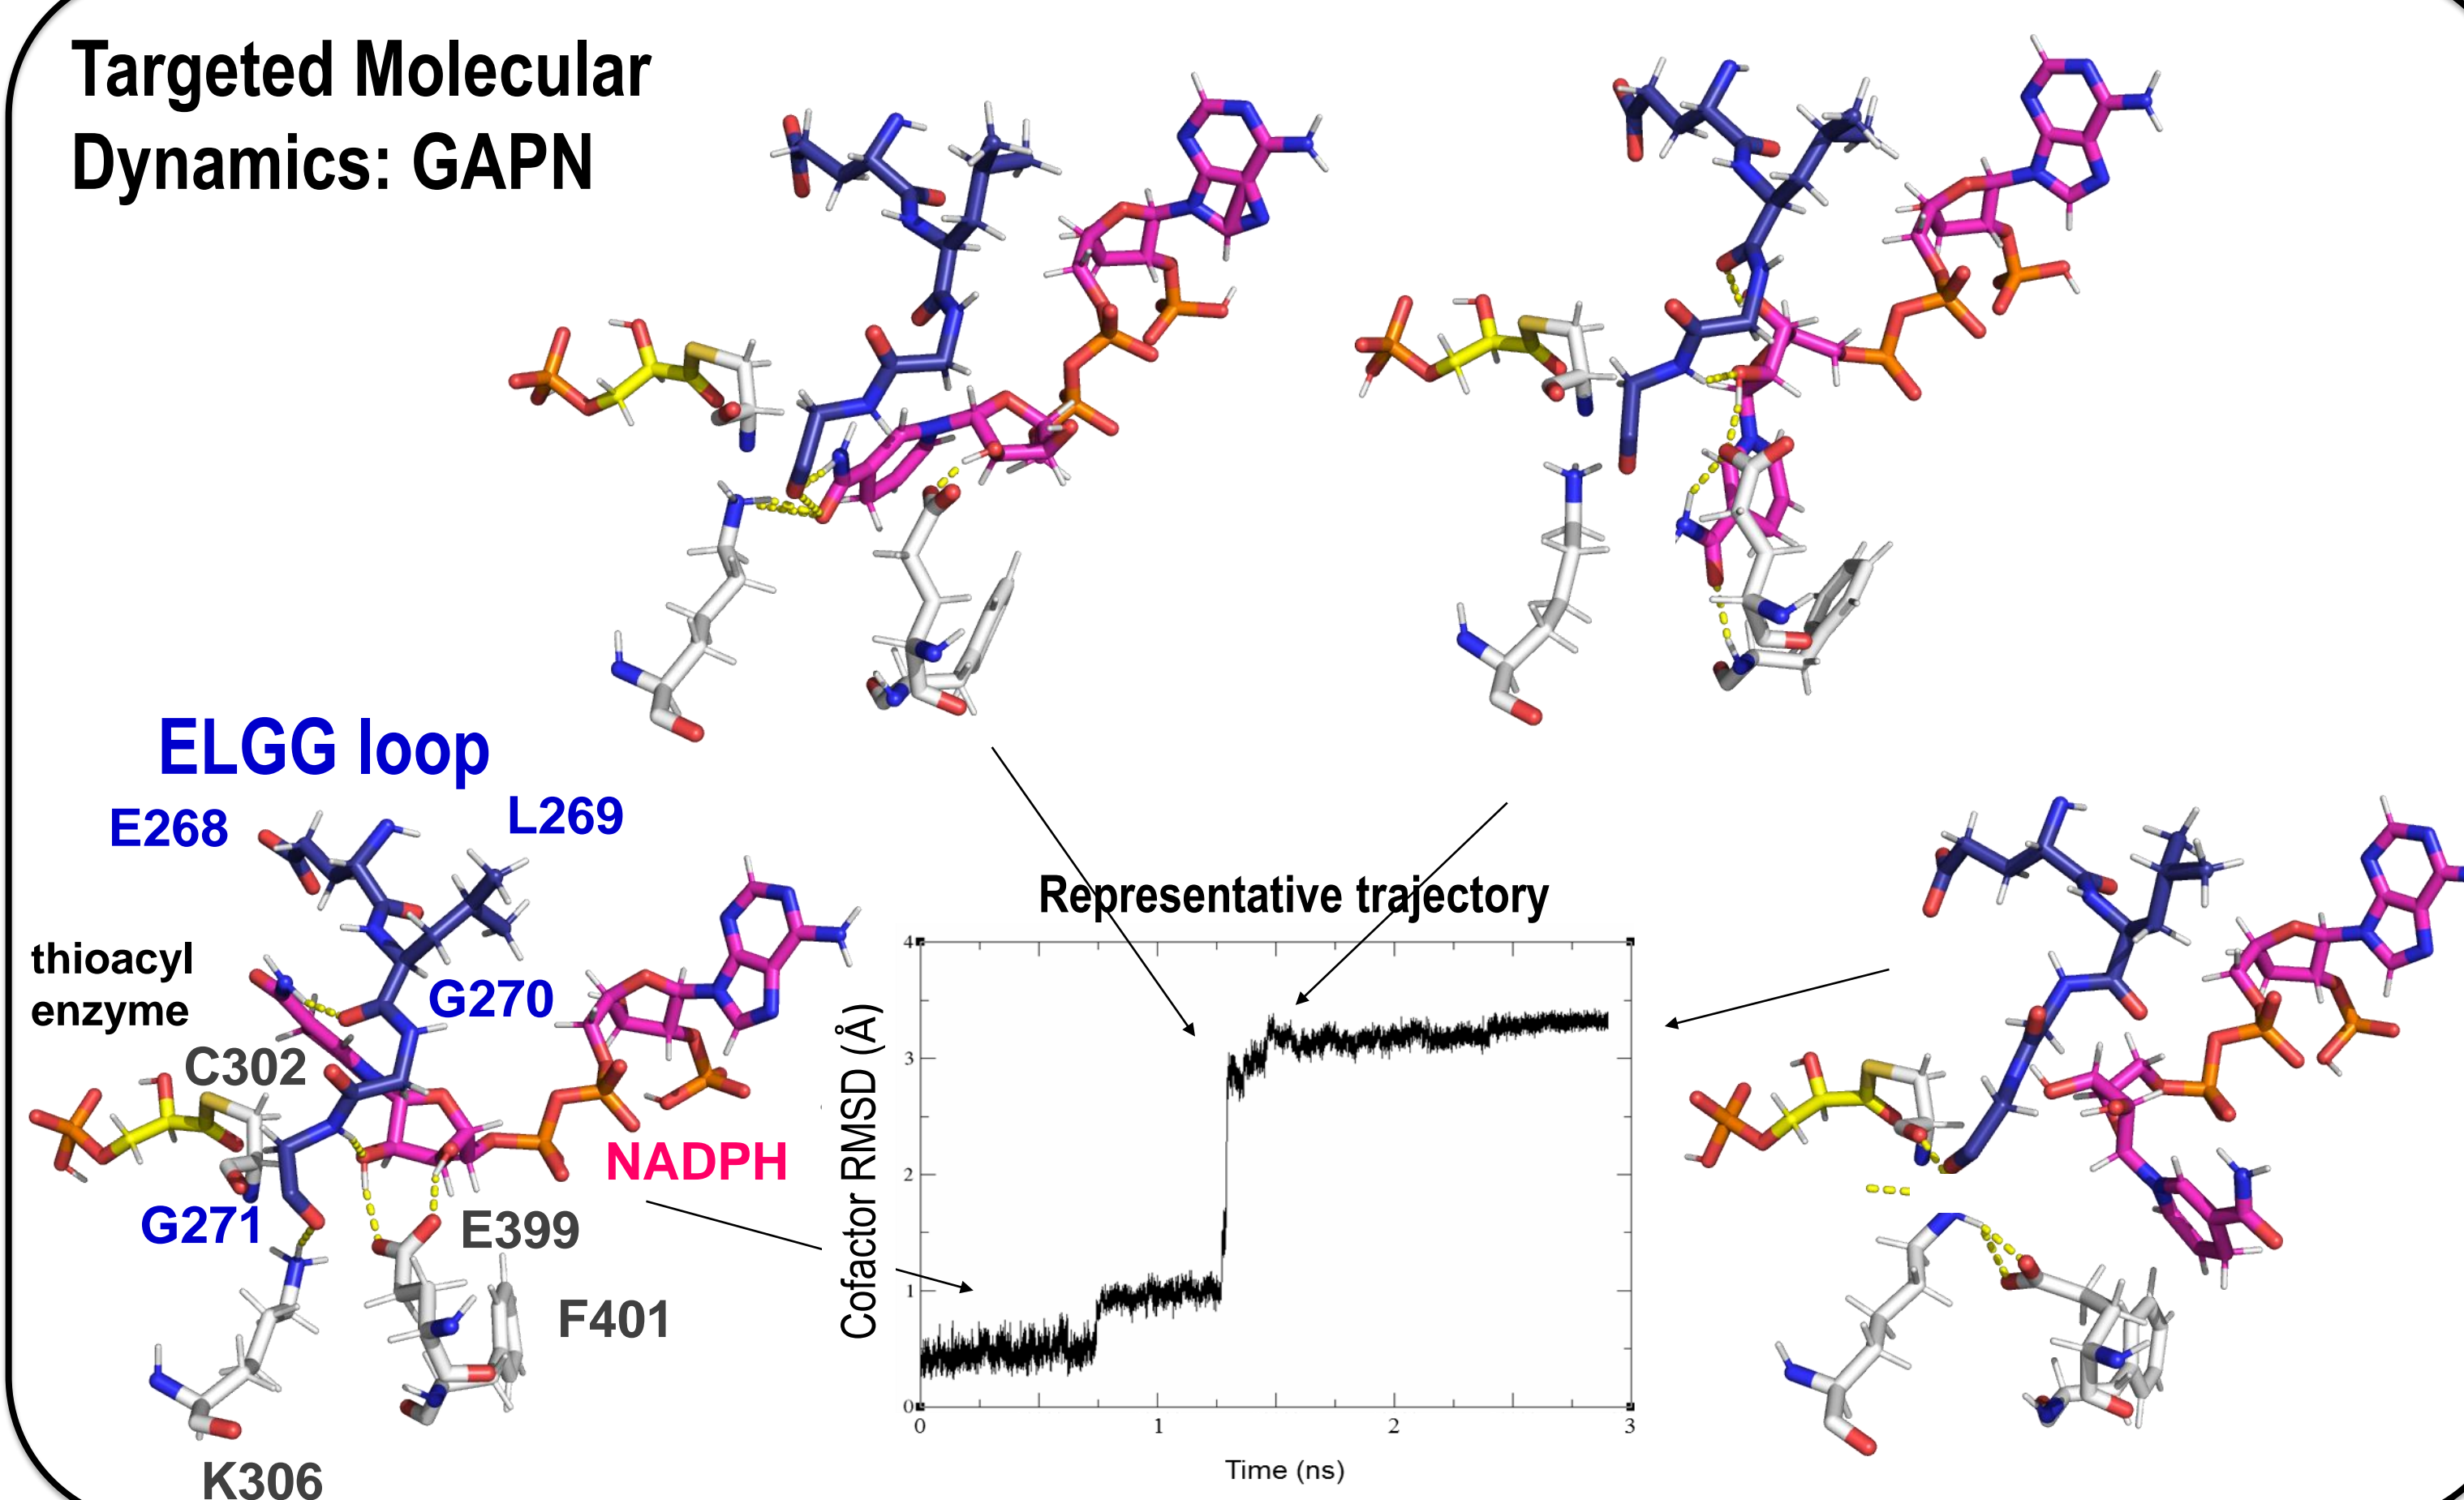 Targeted Molecular
Dynamics: GAPN
ELGG loop
E268
L269
thioacyl
enzyme
G270
C302
NADPH
G271
E399
F401
K306
Representative trajectory
Cofactor RMSD (Å)
4
3
2
1
0
0 1 2 3
Time (ns)